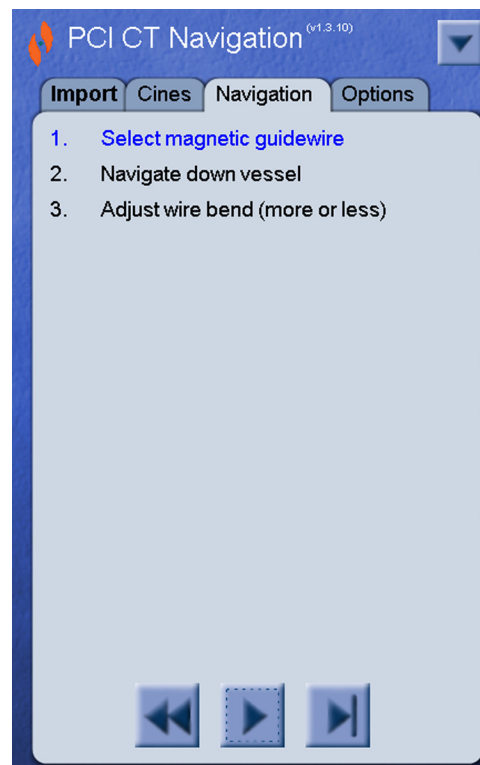 PCI CT Navigation (v1.3.10)
Import Cines Navigation Options
1. Select magnetic guidewire
2. Navigate down vessel
3. Adjust wire bend (more or less)